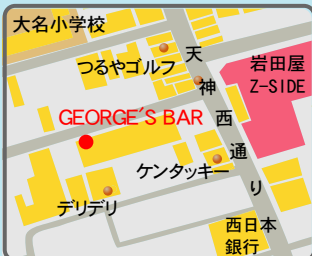 大名小学校
つるやゴルフ
天神西通り
岩田屋
Z-SIDE
GEORGE'S BAR
ケンタッキー
デリデリ
西日本
銀行